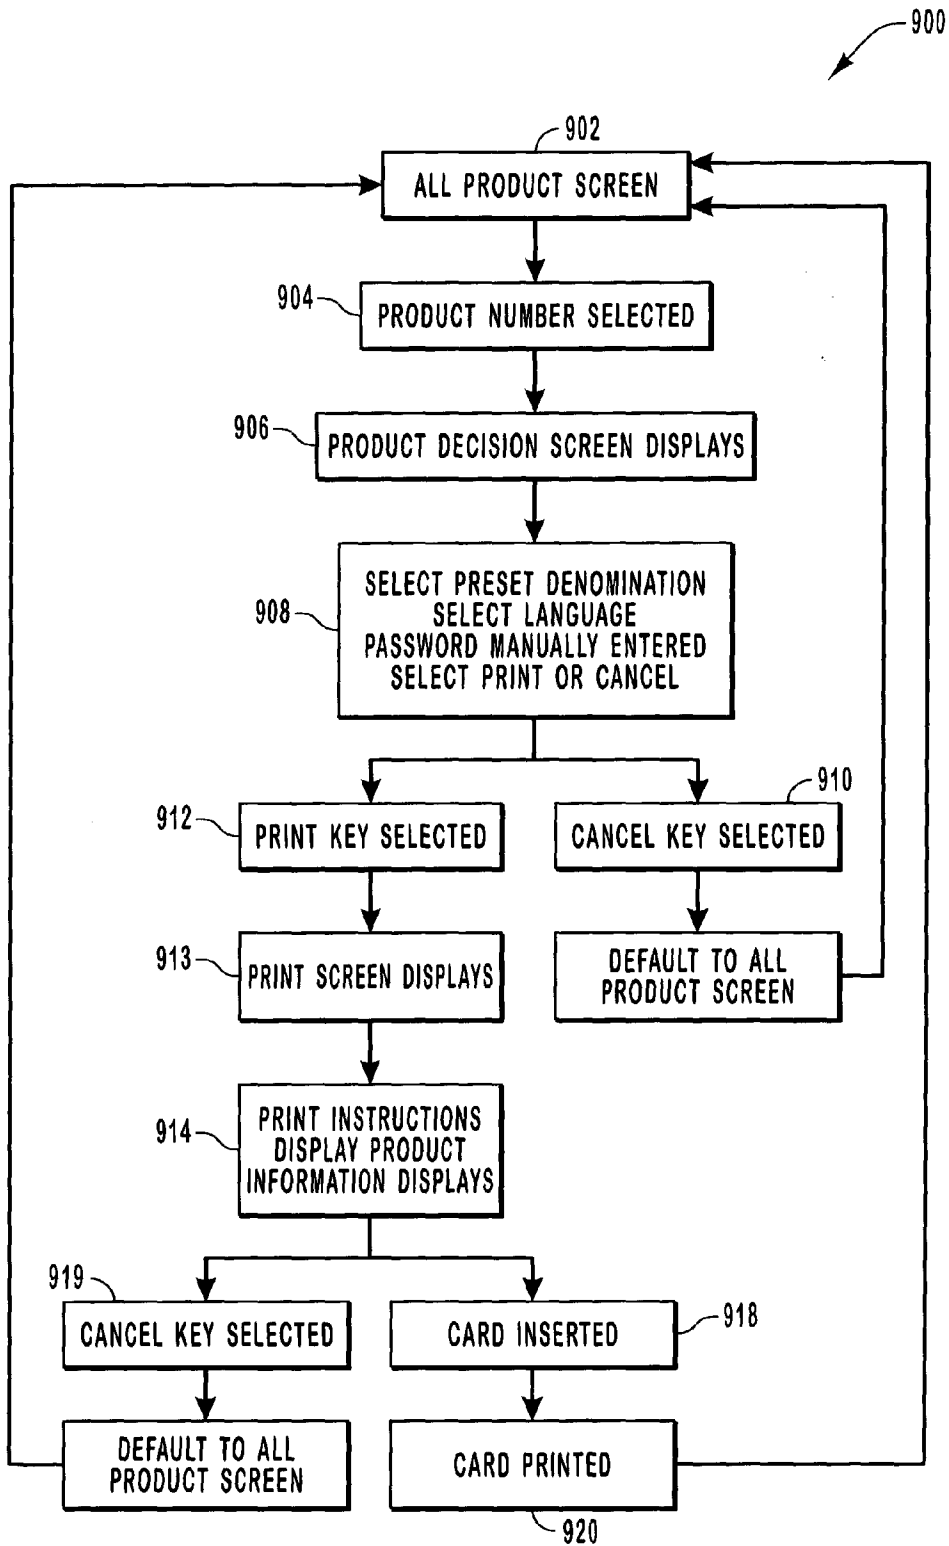 900
902
ALL PRODUCT SCREEN
904
PRODUCT NUMBER SELECTED
906
PRODUCT DECISION SCREEN DISPLAYS
908
SELECT PRESET DENOMINATION
SELECT LANGUAGE
PASSWORD MANUALLY ENTERED
SELECT PRINT OR CANCEL
912
PRINT KEY SELECTED
910
CANCEL KEY SELECTED
913
PRINT SCREEN DISPLAYS
DEFAULT TO ALL
PRODUCT SCREEN
914
PRINT INSTRUCTIONS
DISPLAY PRODUCT
INFORMATION DISPLAYS
919
CANCEL KEY SELECTED
CARD INSERTED
918
DEFAULT TO ALL
PRODUCT SCREEN
CARD PRINTED
920